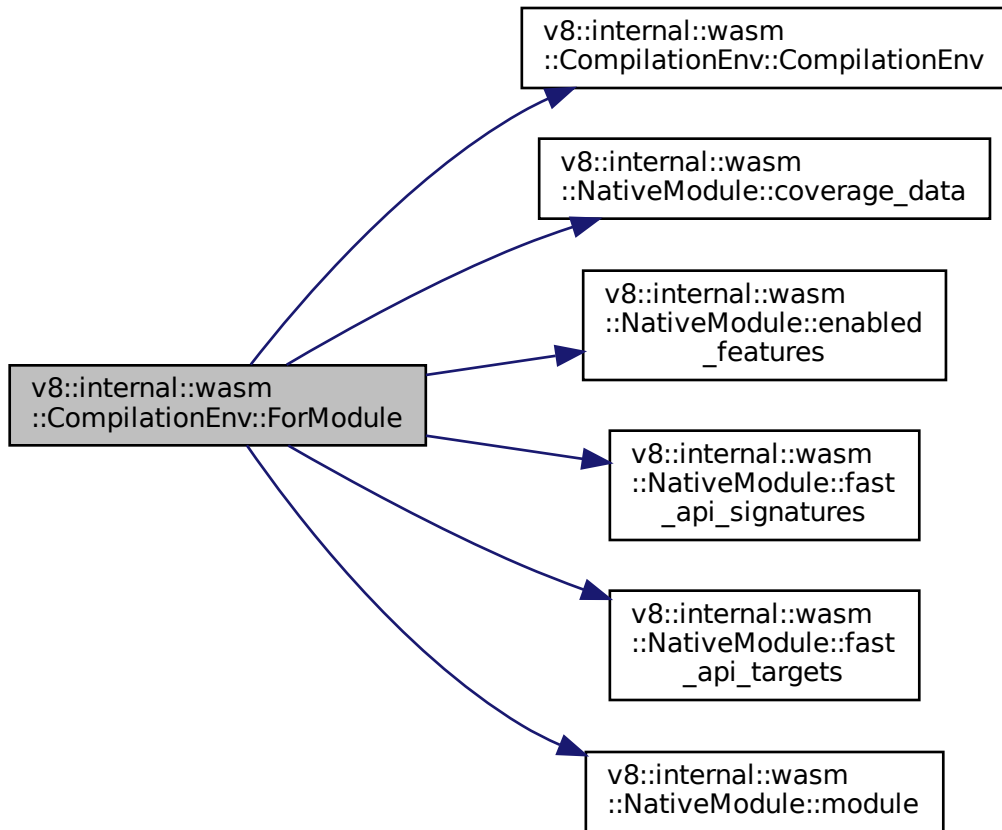 v8::internal::wasm
::CompilationEnv::CompilationEnv
v8::internal::wasm
::NativeModule::coverage_data
v8::internal::wasm
::NativeModule::enabled
_features
v8::internal::wasm
::CompilationEnv::ForModule
v8::internal::wasm
::NativeModule::fast
_api_signatures
v8::internal::wasm
::NativeModule::fast
_api_targets
v8::internal::wasm
::NativeModule::module